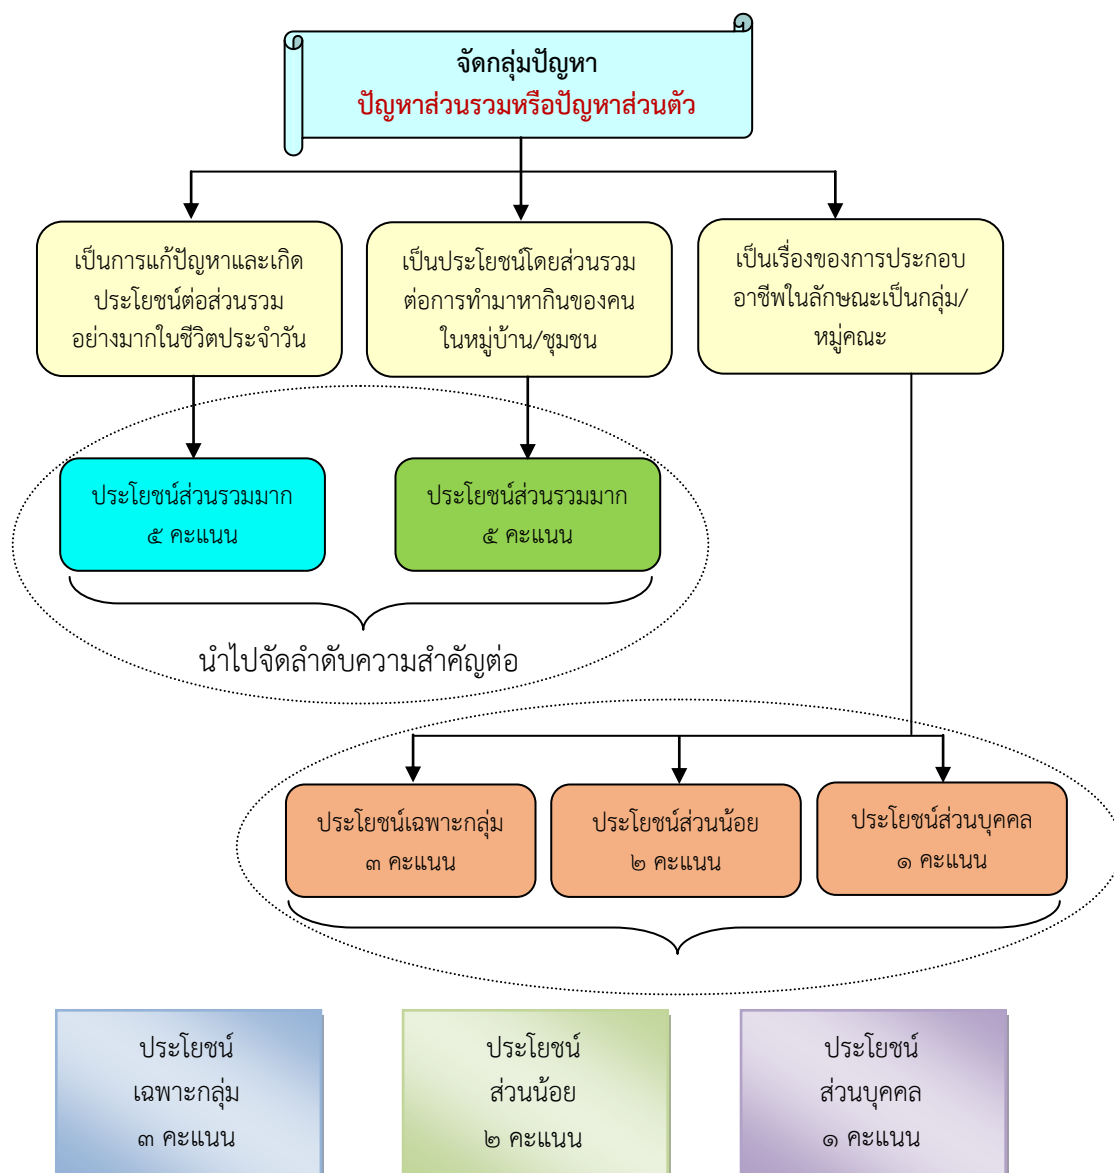 จัดกลุ่มปัญหา
ปัญหาส่วนรวมหรือปัญหาส่วนตัว
เป็นการแก้ปัญหาและเกิด
ประโยชน์ต่อส่วนรวม
อย่างมากในชีวิตประจำวัน
เป็นประโยชน์โดยส่วนรวม
ต่อการทำมาหากินของคน
ในหมู่บ้าน/ชุมชน
เป็นเรื่องของการประกอบ
อาชีพในลักษณะเป็นกลุ่ม/
หมู่คณะ
ประโยชน์ส่วนรวมมาก
๕ คะแนน
ประโยชน์ส่วนรวมมาก
๕ คะแนน
นำไปจัดลำดับความสำคัญต่อ
ประโยชน์เฉพาะกลุ่ม
๓ คะแนน
ประโยชน์ส่วนน้อย
๒ คะแนน
ประโยชน์ส่วนบุคคล
๑ คะแนน
ประโยชน์
เฉพาะกลุ่ม
๓ คะแนน
ประโยชน์
ส่วนน้อย
๒ คะแนน
ประโยชน์
ส่วนบุคคล
๑ คะแนน